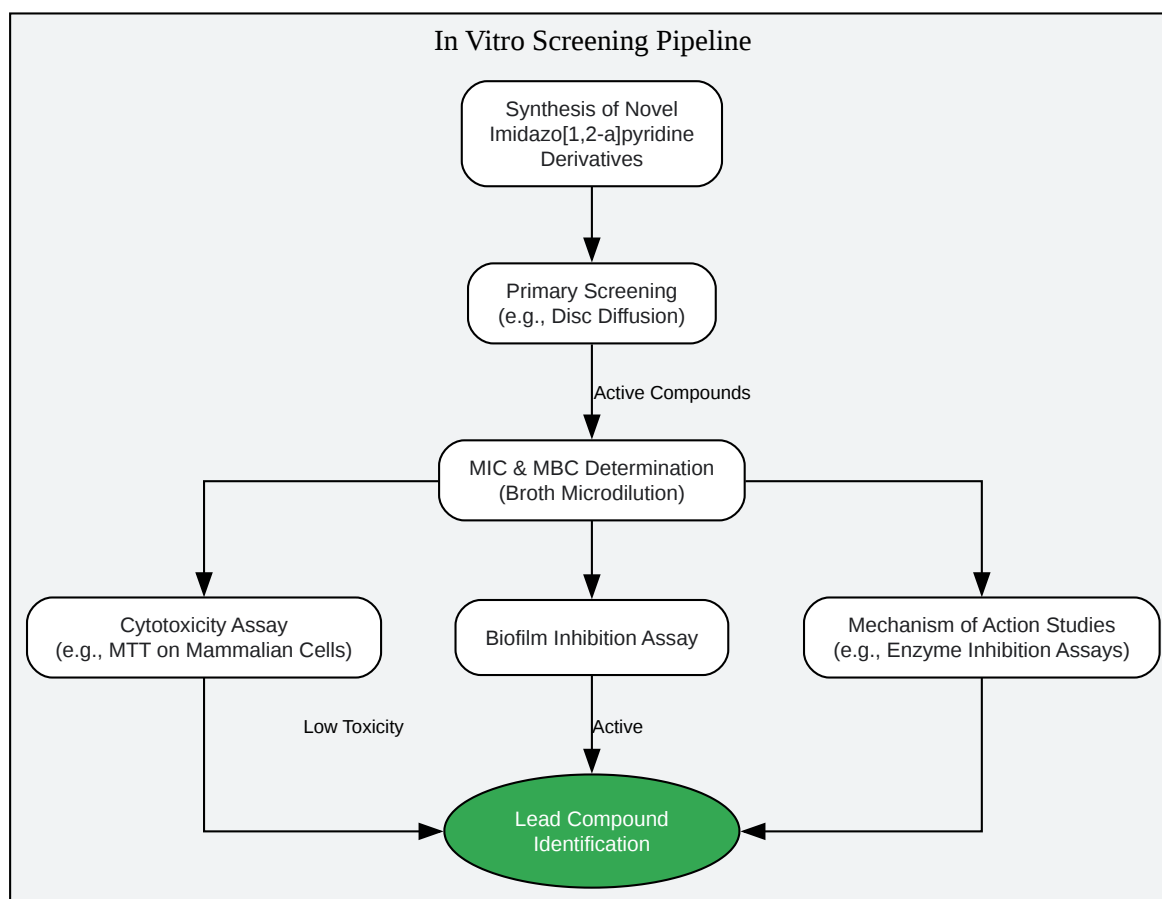 In Vitro Screening Pipeline
Synthesis of Novel
Imidazo[1,2-a]pyridine
Derivatives
Primary Screening
(e.g., Disc Diffusion)
Active Compounds
MIC & MBC Determination
(Broth Microdilution)
Cytotoxicity Assay
(e.g., MTT on Mammalian Cells)
Biofilm Inhibition Assay
Mechanism of Action Studies
(e.g., Enzyme Inhibition Assays)
Low Toxicity
Active
Lead Compound
Identification